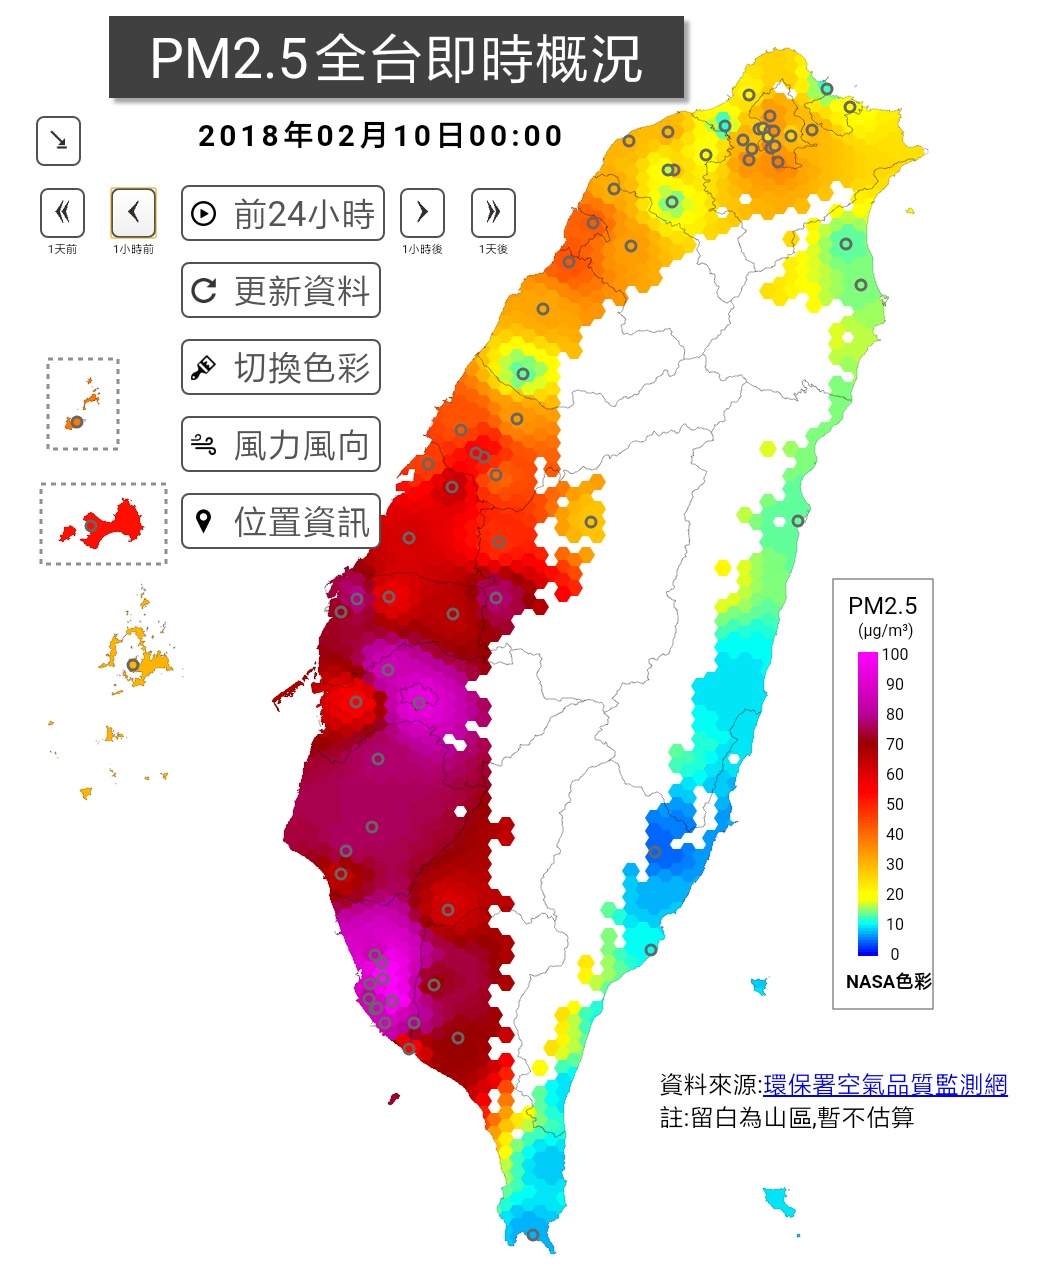 PM2.5全台即時概況
2018年02月10日00:00
1天前
1小時前
前24小時
1小時後
1天後
更新資料
切換色彩
風力風向
位置資訊
PM2.5
(μg/m³)
100
90
80
70
60
50
40
30
20
10
0
NASA色彩
資料來源:環保署空氣品質監測網
註:留白為山區,暫不估算